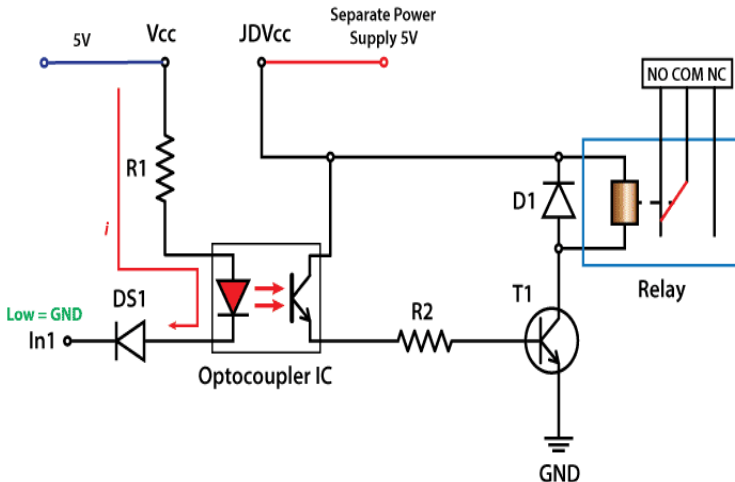 5V
Vcc
JDVcc
Separate Power
Supply 5V
NO COM NC
R1
D1
i
DS1
Low = GND
In1
Optocoupler IC
R2
T1
Relay
GND